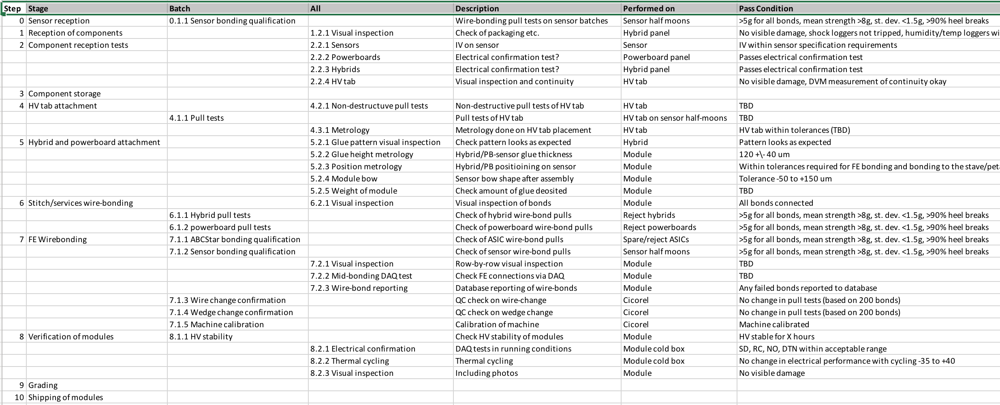 Step Stage Batch All Description Performed on Pass Condition
0 Sensor reception 0.1.1 Sensor bonding qualification Wire-bonding pull tests on sensor batches Sensor half moons >5g for all bonds, mean strength >8g, st. dev. <1.5g, >90% heel breaks
1 Reception of components 1.2.1 Visual inspection Check of packaging etc. Hybrid panel No visible damage, shock loggers not tripped, humidity/temp loggers wi
2 Component reception tests 2.2.1 Sensors IV on sensor Sensor IV within sensor specification requirements
2.2.2 Powerboards Electrical confirmation test? Powerboard panel Passes electrical confirmation test
2.2.3 Hybrids Electrical confirmation test? Hybrid panel Passes electrical confirmation test
2.2.4 HV tab Visual inspection and continuity HV tab No visible damage, DVM measurement of continuity okay
3 Component storage
4 HV tab attachment 4.2.1 Non-destructuve pull tests Non-destructive pull tests of HV tab HV tab TBD
4.1.1 Pull tests Pull tests of HV tab HV tab on sensor half-moons TBD
4.3.1 Metrology Metrology done on HV tab placement HV tab HV tab within tolerances (TBD)
5 Hybrid and powerboard attachment 5.2.1 Glue pattern visual inspection Check pattern looks as expected Hybrid Pattern looks as expected
5.2.2 Glue height metrology Hybrid/PB-sensor glue thickness Module 120 +\- 40 um
5.2.3 Position metrology Hybrid/PB positioining on sensor Module Within tolerances required for FE bonding and bonding to the stave/peta
5.2.4 Module bow Sensor bow shape after assembly Module Tolerance -50 to +150 um
5.2.5 Weight of module Check amount of glue deosited Module TBD
6 Stitch/services wire-bonding 6.2.1 Visual inspection Visual inspection of bonds Module All bonds connected
6.1.1 Hybrid pull tests Check of hybrid wire-bond pulls Reject hybrids >5g for all bonds, mean strength >8g, st. dev. <1.5g, >90% heel breaks
6.1.2 powerboard pull tests Check of powerboard wire-bond pulls Reject powerboards >5g for all bonds, mean strength >8g, st. dev. <1.5g, >90% heel breaks
7 FE Wirebonding 7.1.1 ABCStar bonding qualification Check of ASIC wire-bond pulls Spare/reject ASICs >5g for all bonds, mean strength >8g, st. dev. <1.5g, >90% heel breaks
7.1.2 Sensor bonding qualification Check of sensor wire-bond pulls Sensor half moons >5g for all bonds, mean strength >8g, st. dev. <1.5g, >90% heel breaks
7.2.1 Visual inspection Row-by-row visual inspection Module TBD
7.2.2 Mid-bonding DAQ test Check FE connections via DAQ Module TBD
7.2.3 Wire-bond reporting Database reporting of wire-bonds Module Any failed bonds reported to database
7.1.3 Wire change confirmation QC check on wire-change Cicorel No change in pull tests (based on 200 bonds)
7.1.4 Wedge change confirmation QC check on wedge change Cicorel No change in pull tests (based on 200 bonds)
7.1.5 Machine calibration Calibration of machine Cicorel Machine calibrated
8 Verification of modules 8.1.1 HV stability Check HV stability of modules Module HV stable for X hours
8.2.1 Electrical confirmation DAQ tests in running conditions Module cold box SD, RC, NO, DTN within acceptable range
8.2.2 Thermal cycling Thermal cycling Module cold box No change in electrical performance with cycling -35 to +40
8.2.3 Visual inspection Including photos Module No visible damage
9 Grading
10 Shipping of modules